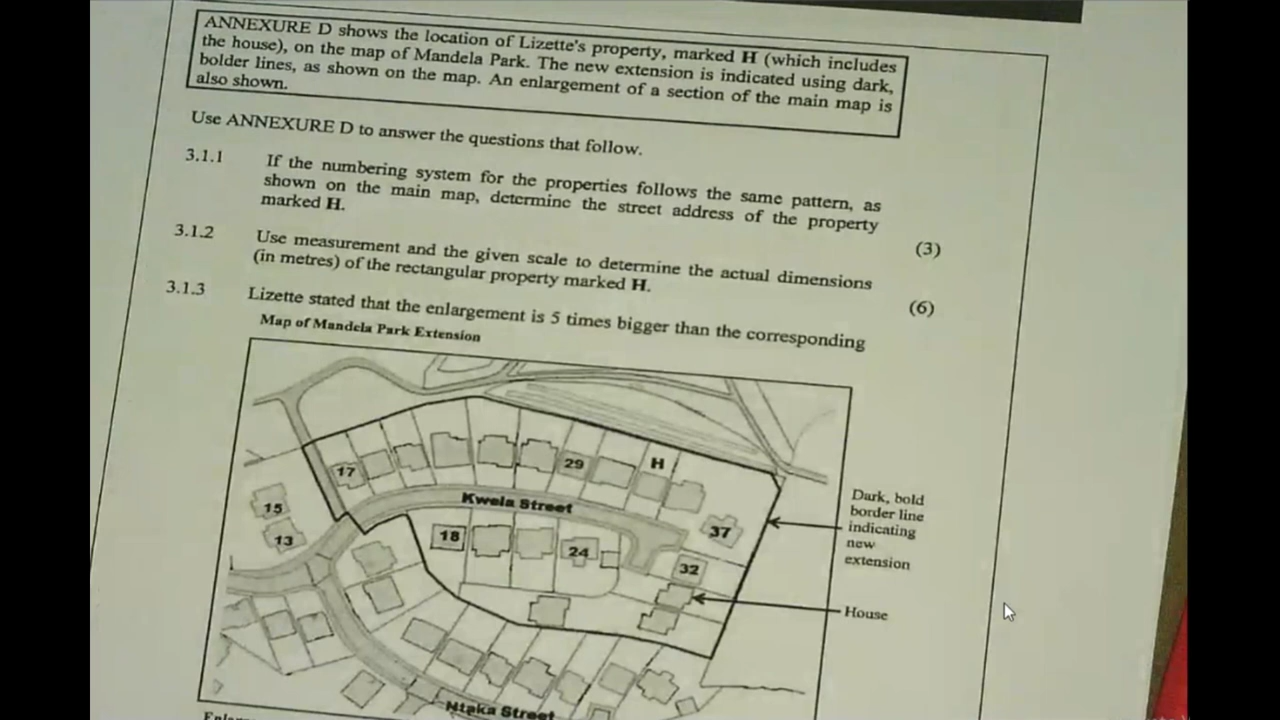 ANNEXURE D shows the location of Lizette's property, marked H (which includes
the house), on the map of Mandela Park. The new extension is indicated using dark,
bolder lines, as shown on the map. An enlargement of a section of the main map is
also shown.
Use ANNEXURE D to answer the questions that follow.
3.1.1 If the numbering system for the properties follows the same pattern, as
shown on the main map, determine the street address of the property
marked H. (3)
3.1.2 Use measurement and the given scale to determine the actual dimensions
(in metres) of the rectangular property marked H. (6)
3.1.3 Lizette stated that the enlargement is 5 times bigger than the corresponding
Map of Mandela Park Extension
17
29
H
Kwela Street
15
13
18
24
37
32
Dark, bold
border line
indicating
new
extension
House
Ntaka Street